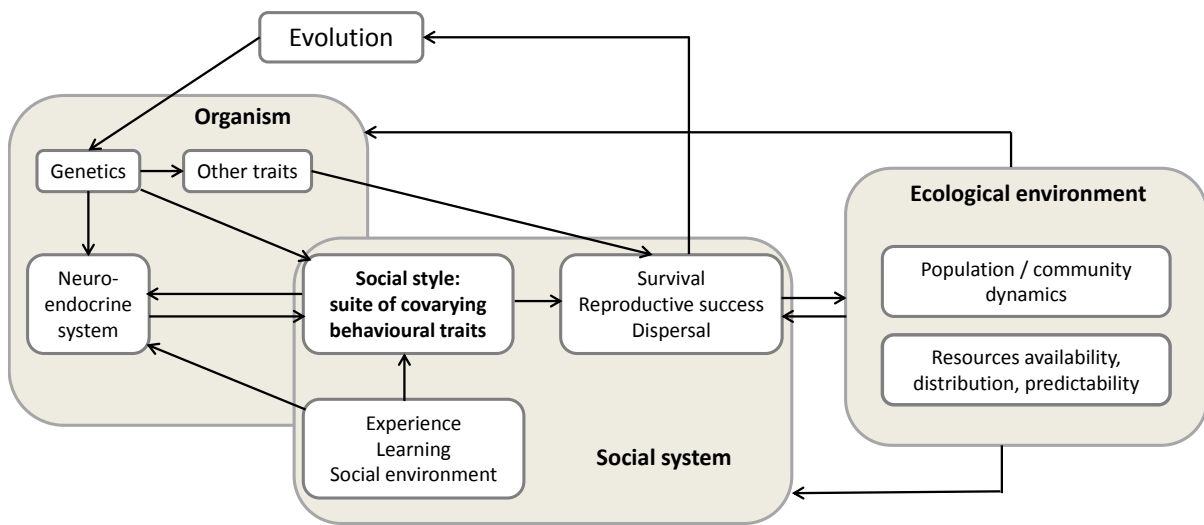 Evolution
Organism
Genetics
Other traits
Neuro-
endocrine
system
Social style:
suite of covarying
behavioural traits
Survival
Reproductive success
Dispersal
Experience
Learning
Social environment
Social system
Ecological environment
Population / community
dynamics
Resources availability,
distribution, predictability